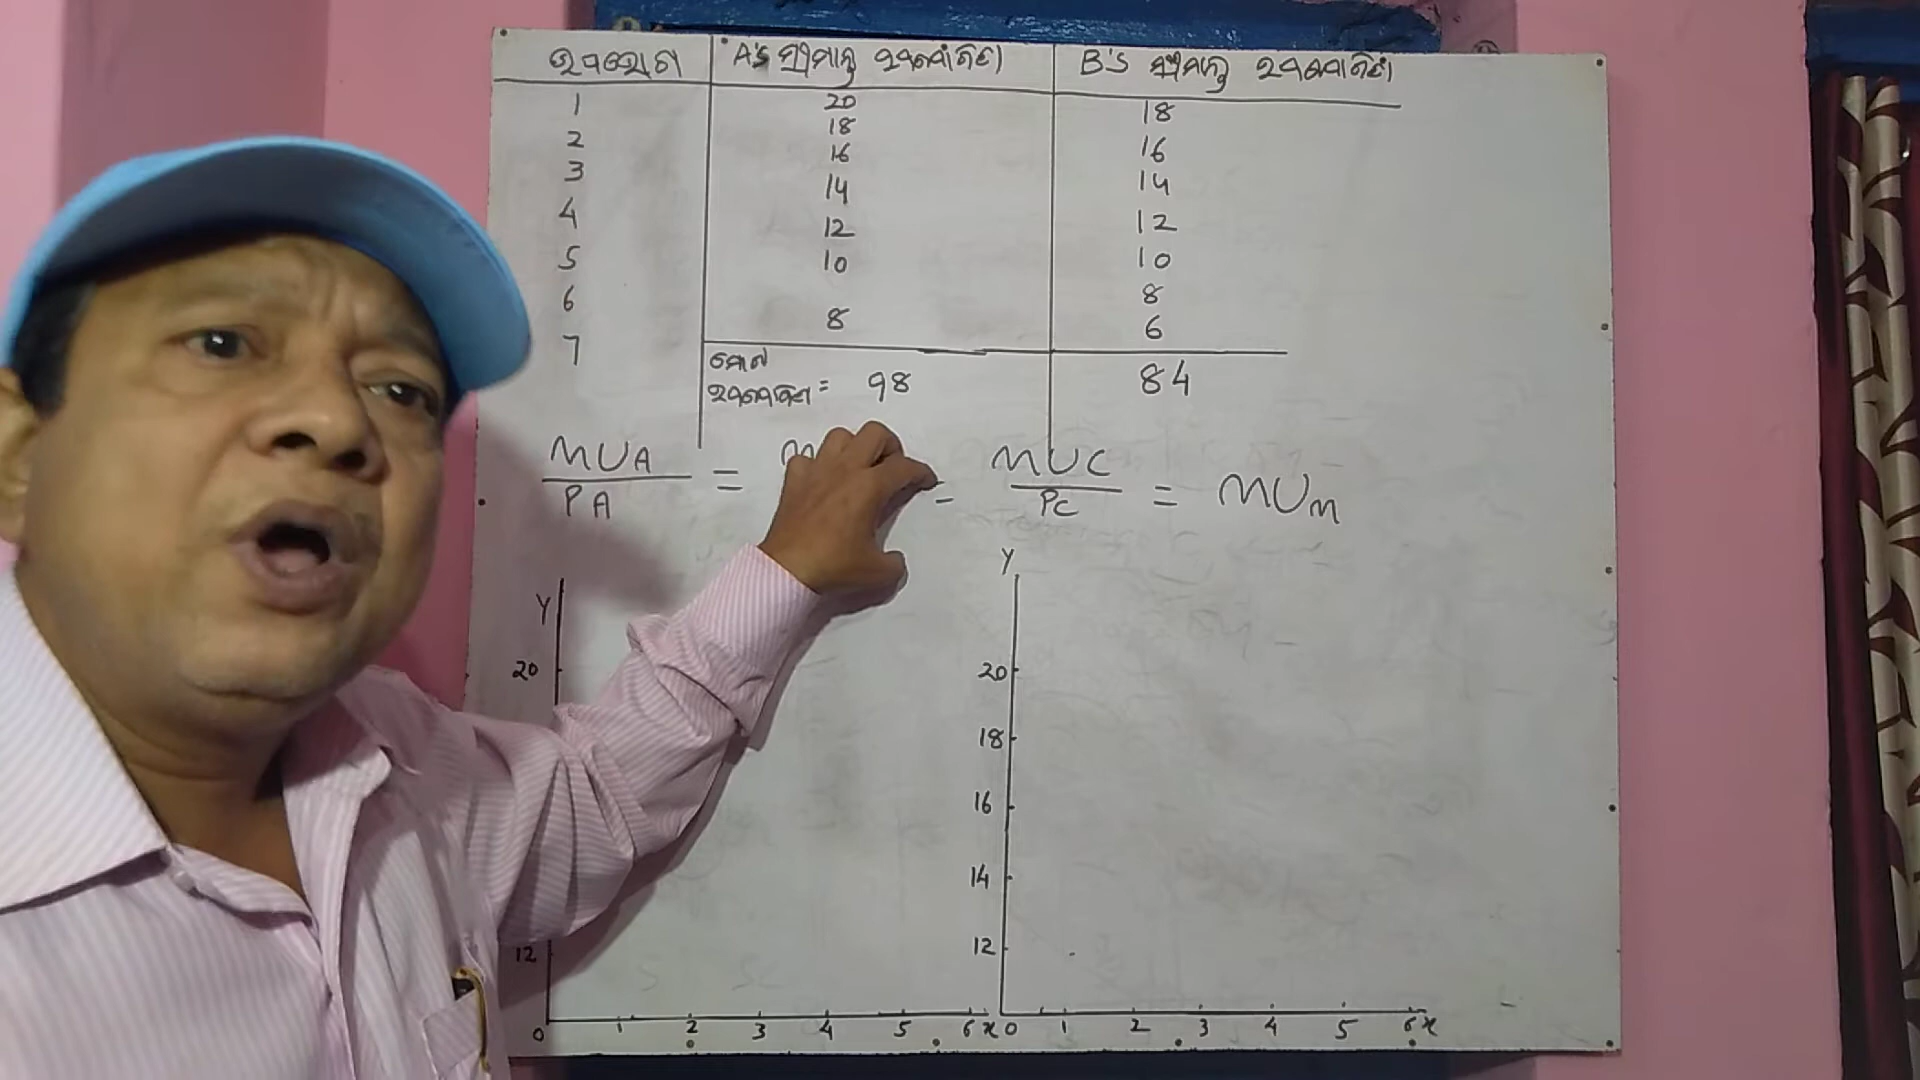 ଉପଭୋଗ A's ସୀମାନ୍ତ ଉପଯୋଗିତା B's ସୀମାନ୍ତ ଉପଯୋଗିତା
1 20 18
2 18 16
3 16 14
4 14 12
5 12 10
6 10 8
7 8 6
ମୋଟ
ଉପଯୋଗିତା = 98 84
MUA = = MUC = MUm
PA PC
Y Y
20 20
18
16
14
12 12
0 1 2 3 4 5 6 x 0 1 2 3 4 5 6 x